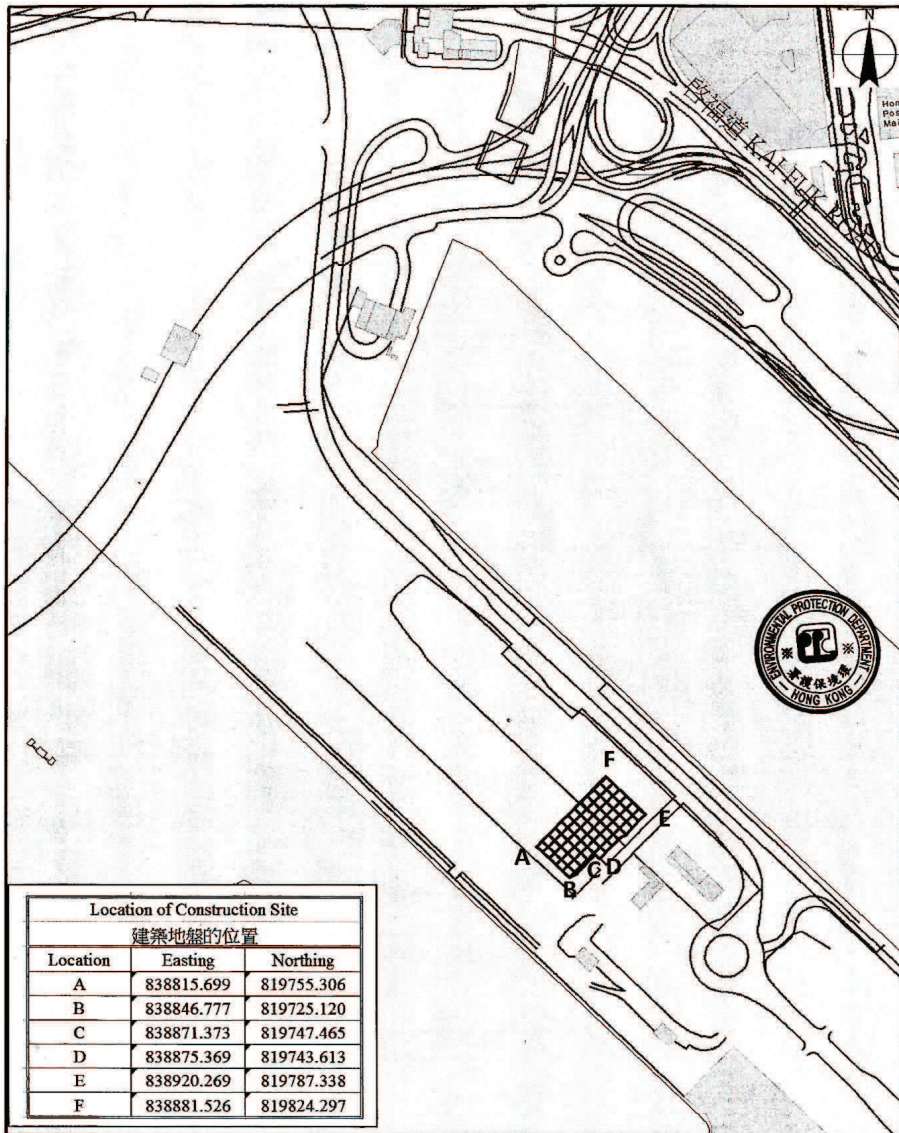 N
啓福道 KAI FUK ROAD
Hon
Pos
Mai
ENVIRONMENTAL PROTECTION DEPARTMENT
環境保護署
HONG KONG
F
E
A
C D
B
Location of Construction Site
建築地盤的位置
Location Easting Northing
A 838815.699 819755.306
B 838846.777 819725.120
C 838871.373 819747.465
D 838875.369 819743.613
E 838920.269 819787.338
F 838881.526 819824.297